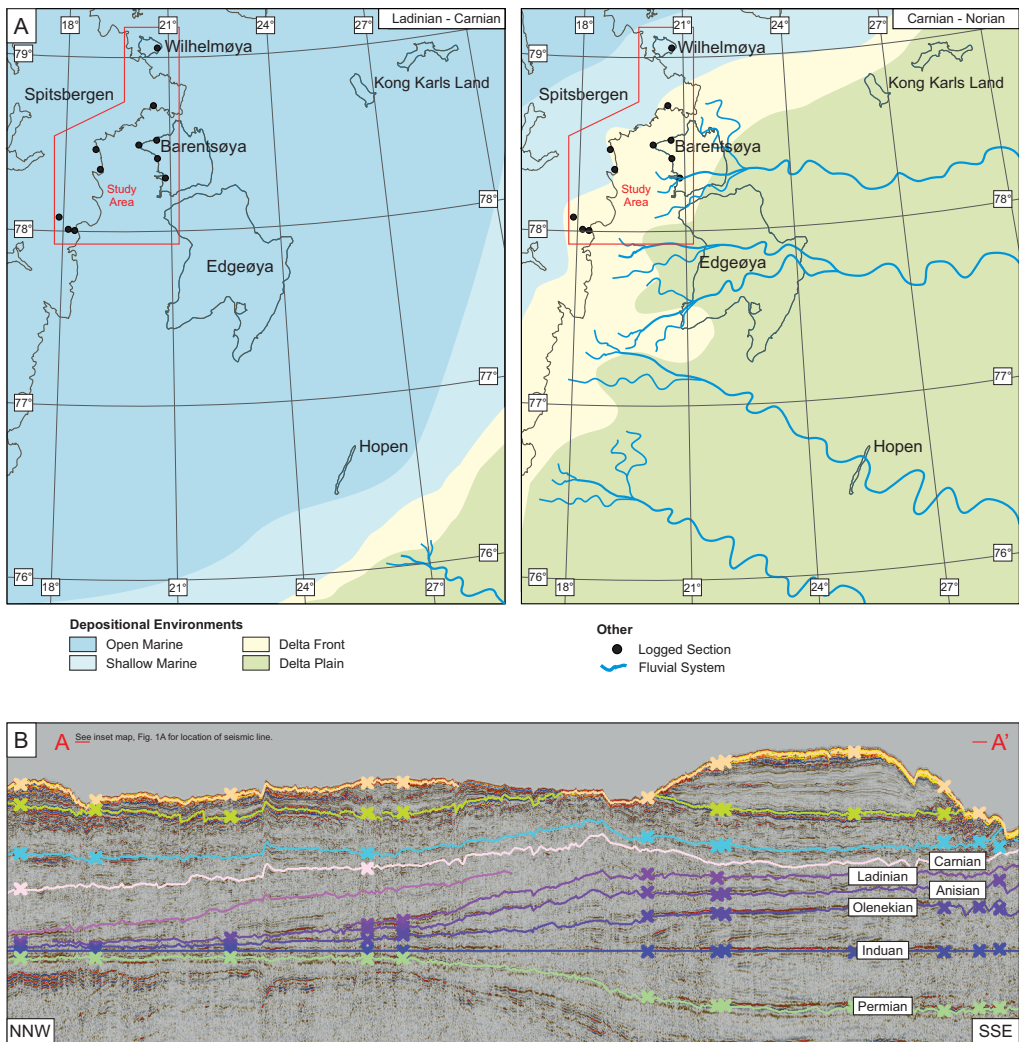 A
Ladinian - Carnian
18°
21°
24°
27°
79°
Wilhelmøya
Kong Karls Land
Spitsbergen
Barentsøya
Study
Area
78°
78°
Edgeøya
77°
77°
Hopen
76°
76°
18°
21°
24°
27°
Carnian - Norian
18°
21°
24°
27°
79°
Wilhelmøya
Kong Karls Land
Spitsbergen
Barentsøya
Study
Area
78°
78°
Edgeøya
77°
77°
Hopen
76°
76°
18°
21°
24°
27°
Depositional Environments
Open Marine
Delta Front
Shallow Marine
Delta Plain
Other
Logged Section
Fluvial System
B
A
See inset map, Fig. 1A for location of seismic line.
A'
Carnian
Ladinian
Anisian
Olenekian
Induan
Permian
NNW
SSE